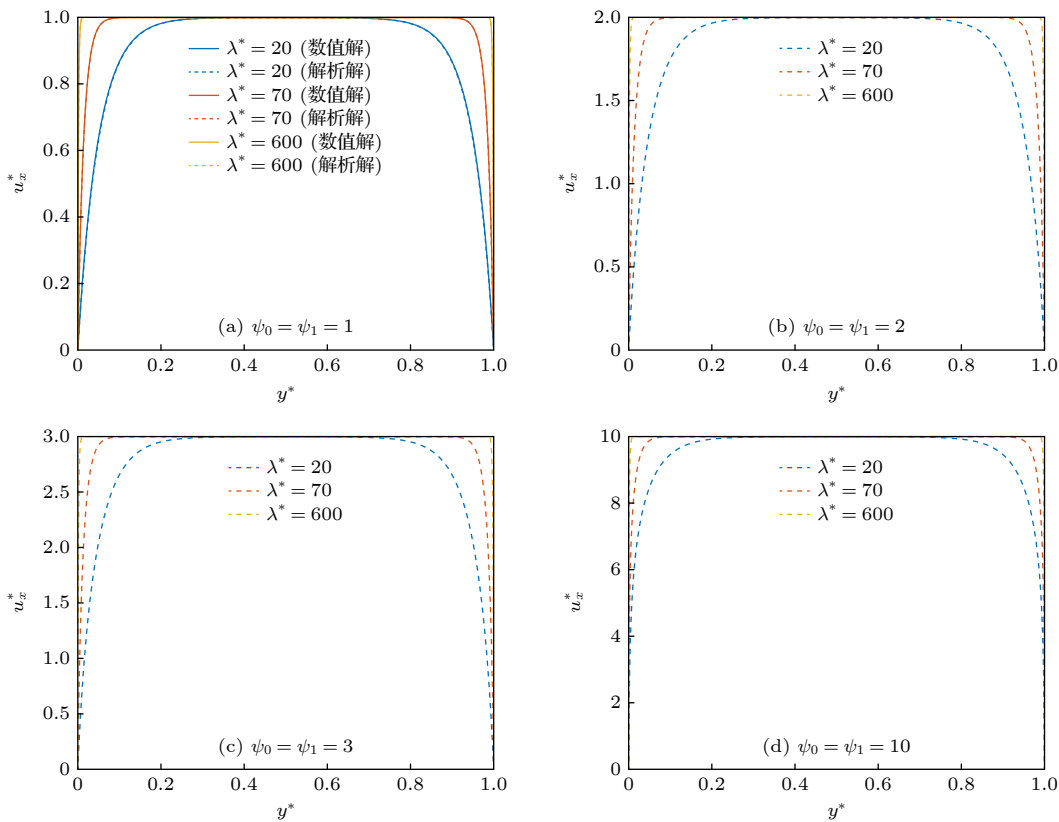 1.0
0.8
0.6
0.4
0.2
0
u*x
λ* = 20 (数值解)
λ* = 20 (解析解)
λ* = 70 (数值解)
λ* = 70 (解析解)
λ* = 600 (数值解)
λ* = 600 (解析解)
(a) ψ0 = ψ1 = 1
0 0.2 0.4 0.6 0.8 1.0
y*
2.0
1.5
1.0
0.5
0
u*x
λ* = 20
λ* = 70
λ* = 600
(b) ψ0 = ψ1 = 2
0 0.2 0.4 0.6 0.8 1.0
y*
3.0
2.5
2.0
1.5
1.0
0.5
0
u*x
λ* = 20
λ* = 70
λ* = 600
(c) ψ0 = ψ1 = 3
0 0.2 0.4 0.6 0.8 1.0
y*
10
8
6
4
2
0
u*x
λ* = 20
λ* = 70
λ* = 600
(d) ψ0 = ψ1 = 10
0 0.2 0.4 0.6 0.8 1.0
y*